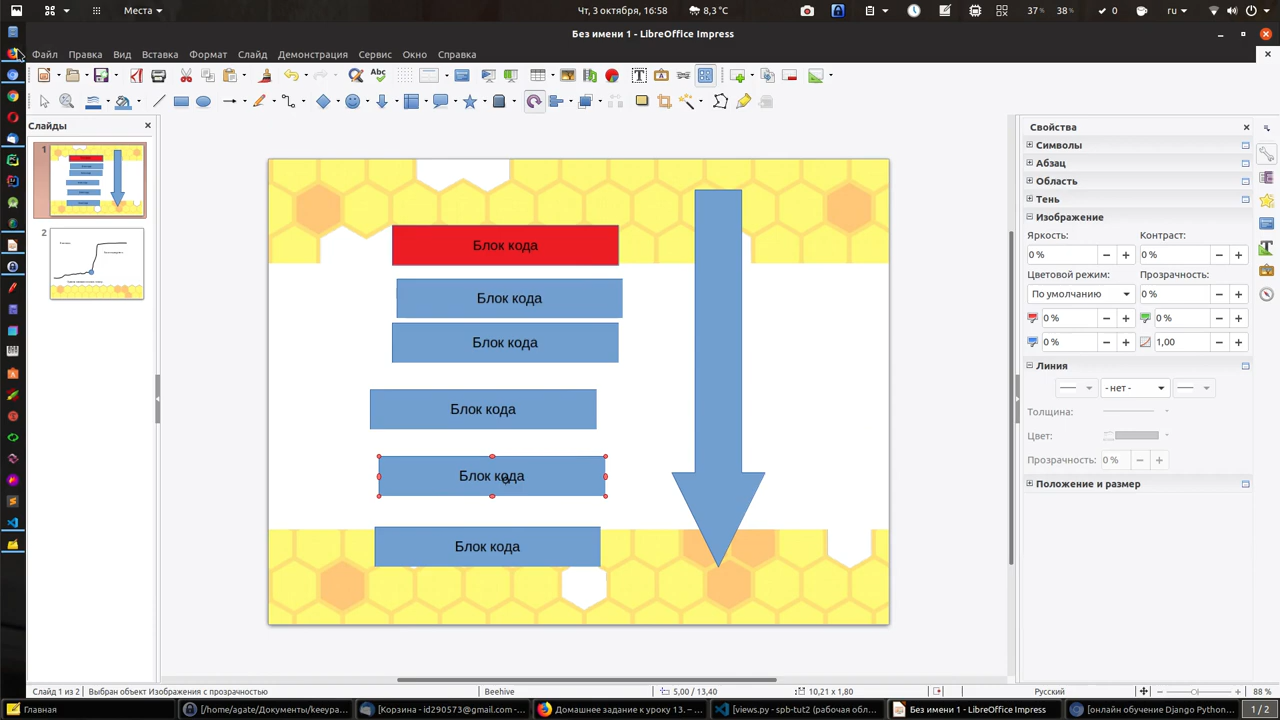 Места
Чт, 3 октября, 16:58
8,3 °C
37 %
38 %
ru
Без имени 1 - LibreOffice Impress
Файл Правка Вид Вставка Формат Слайд Демонстрация Сервис Окно Справка
Слайды
1
2
Блок кода
Блок кода
Блок кода
Блок кода
Блок кода
Блок кода
Свойства
Символы
Абзац
Область
Тень
Изображение
Яркость: Контраст:
0 % 0 %
Цветовой режим: Прозрачность:
По умолчанию 0 %
0 % 0 %
0 % 1,00
Линия
- нет -
Толщина:
Цвет:
Прозрачность: 0 %
Положение и размер
Слайд 1 из 2 Выбран объект Изображения с прозрачностью Beehive 5,00 / 13,40 10,21 x 1,80 Русский 88 %
Главная [/home/agate/Документы/keeypa... [Корзина - id290573@gmail.com -... Домашнее задание к уроку 13. –... [views.py - spb-tut2 (рабочая обл... Без имени 1 - LibreOffice Impress [онлайн обучение Django Python... 1 / 2